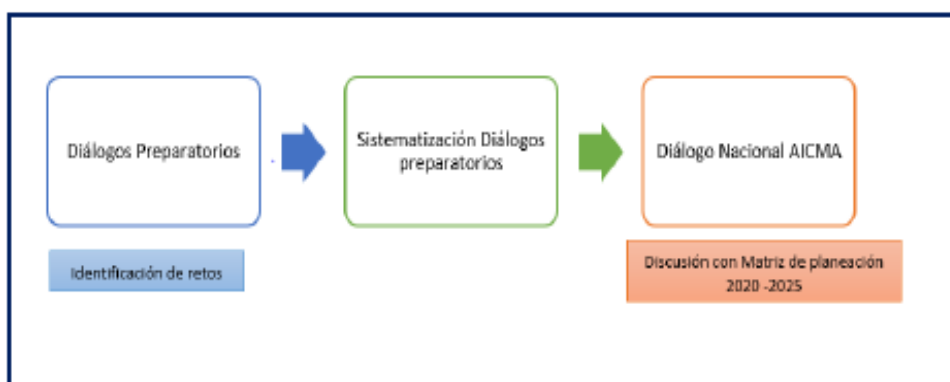 Diálogos Preparatorios
Sistematización Diálogos
preparatorios
Diálogo Nacional AICMA
Identificación de retos
Discusión con Matriz de planeación
2020 -2025